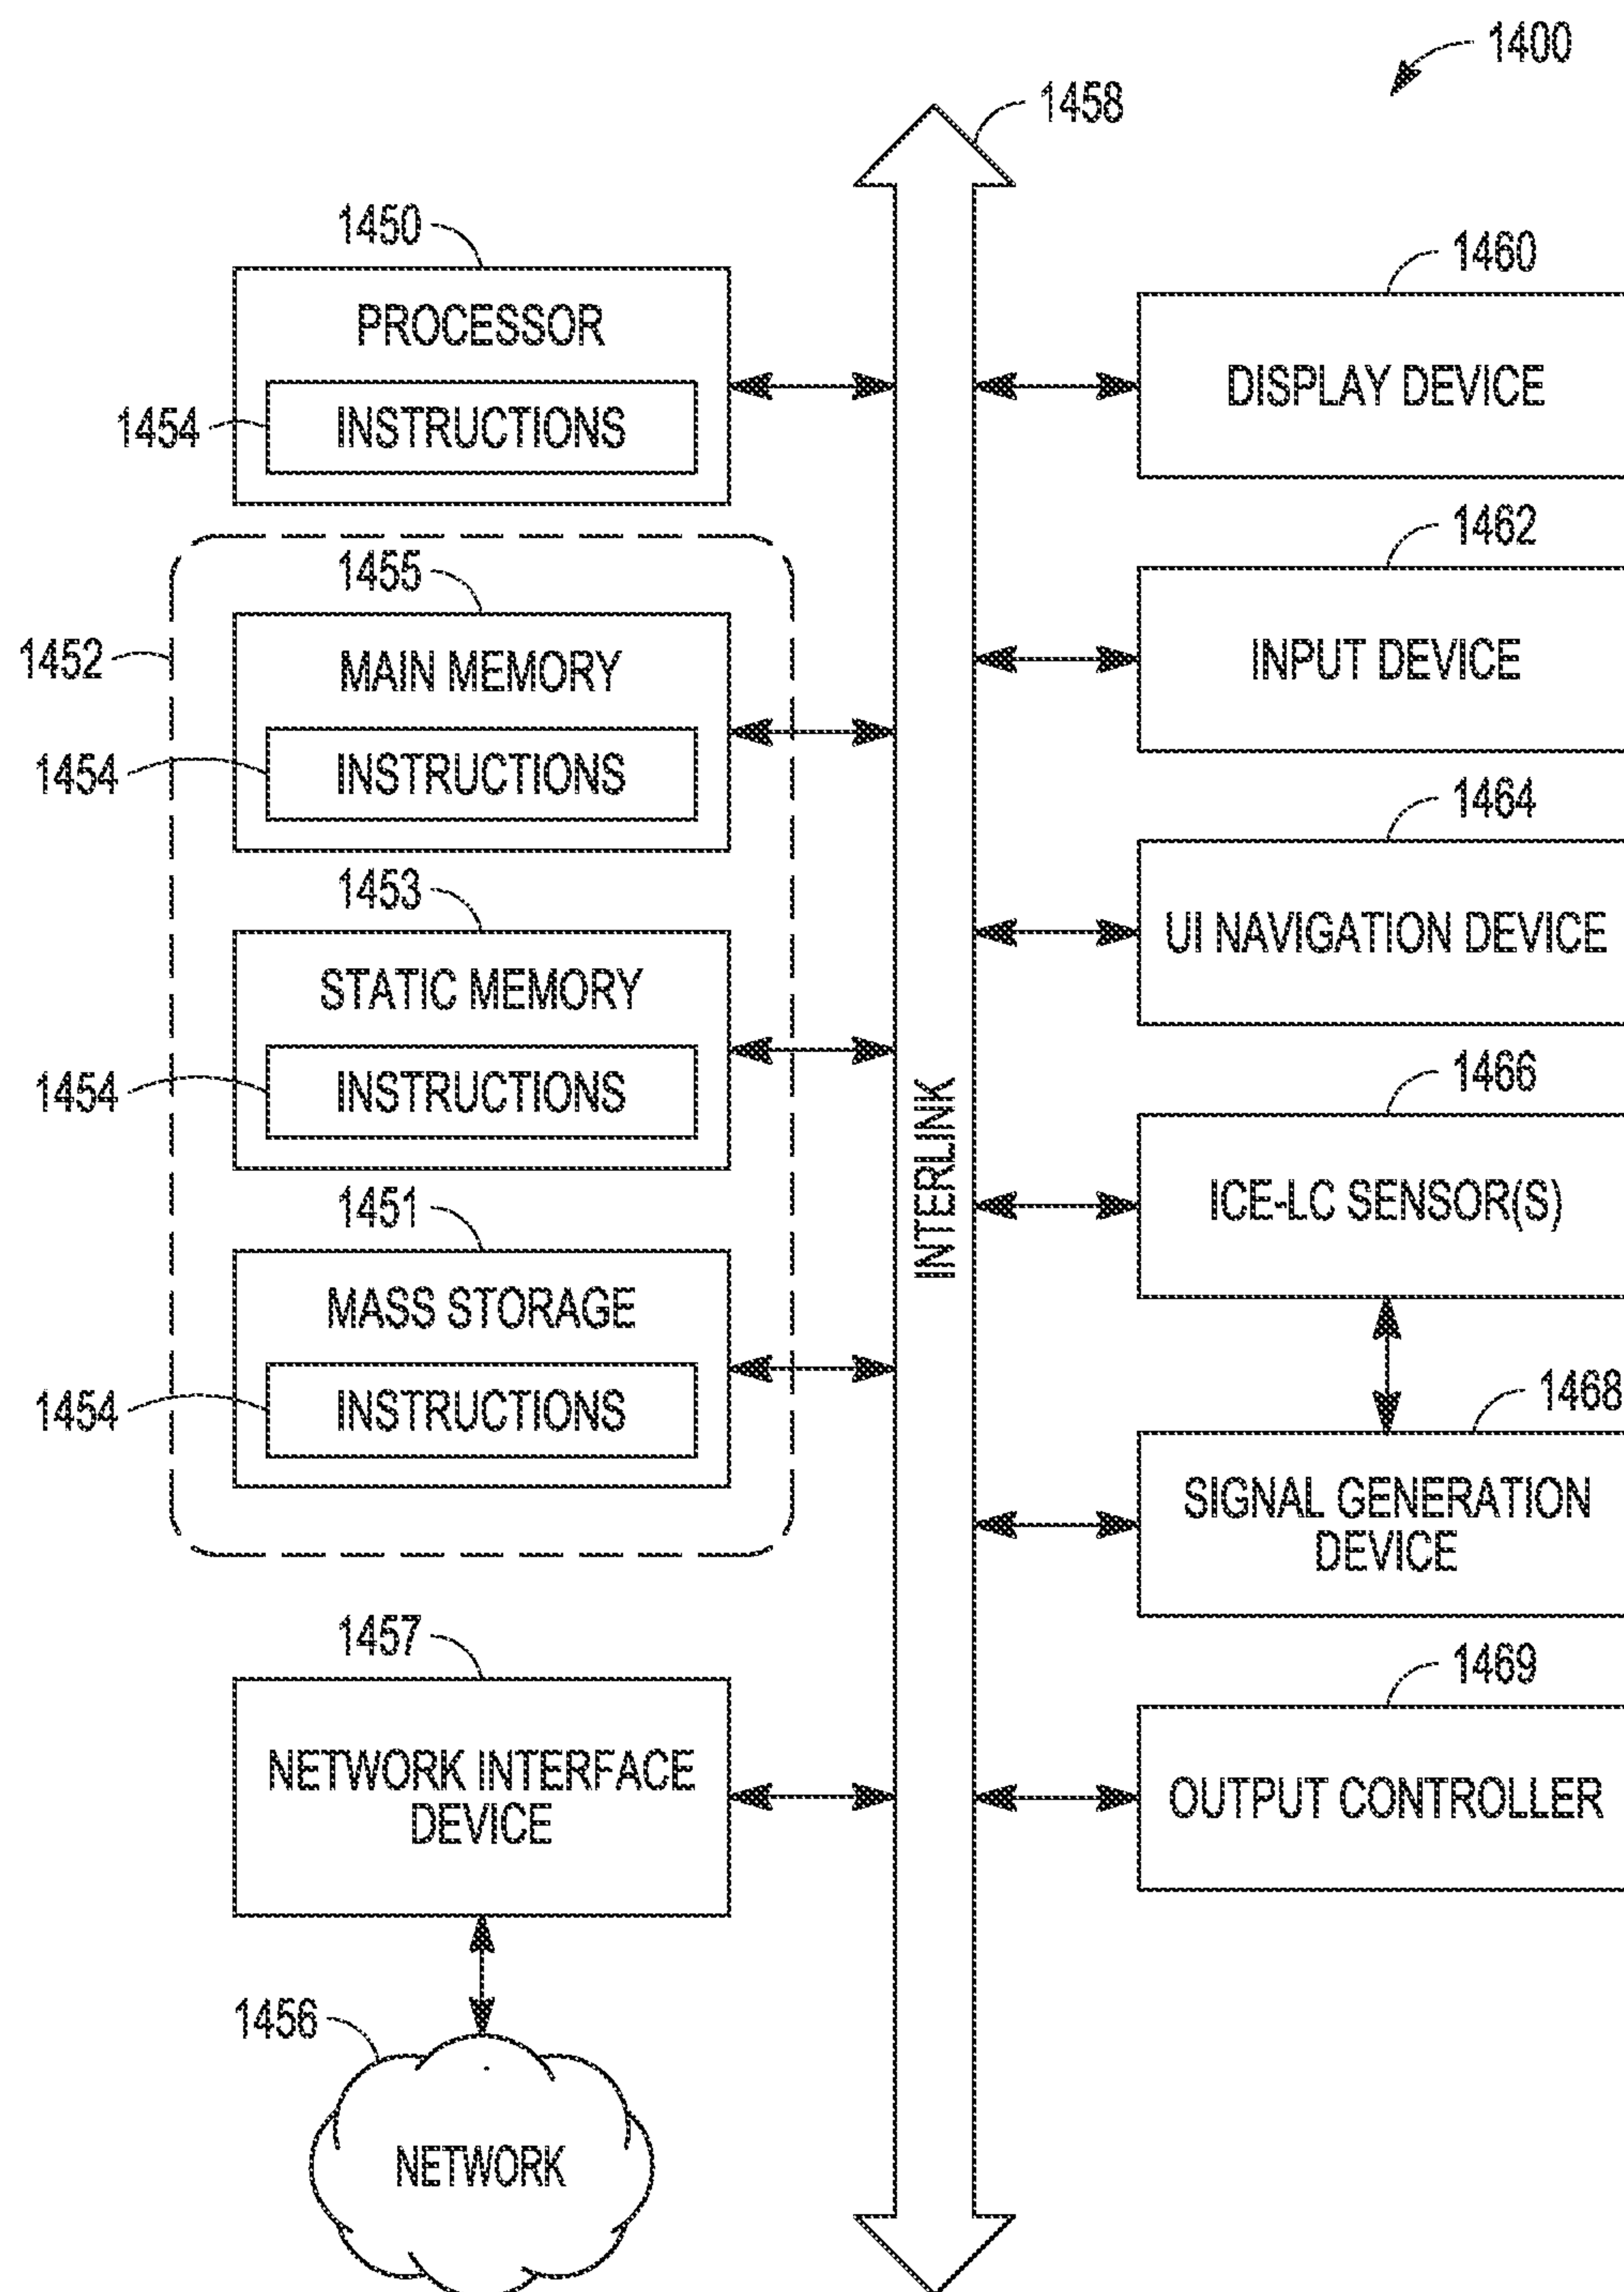 1400
1458
1450
PROCESSOR
1454
INSTRUCTIONS
1455
1452
MAIN MEMORY
1454
INSTRUCTIONS
1453
STATIC MEMORY
1454
INSTRUCTIONS
1451
MASS STORAGE
1454
INSTRUCTIONS
1457
NETWORK INTERFACE
DEVICE
1456
NETWORK
INTERLINK
1460
DISPLAY DEVICE
1462
INPUT DEVICE
1464
UI NAVIGATION DEVICE
1466
ICE-LC SENSOR(S)
1468
SIGNAL GENERATION
DEVICE
1469
OUTPUT CONTROLLER